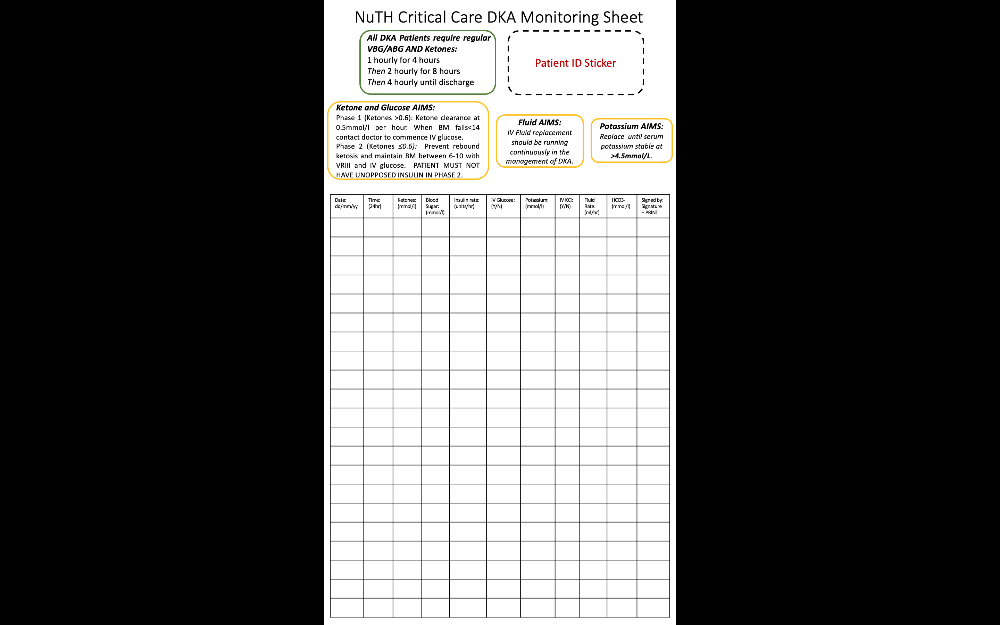 NuTH Critical Care DKA Monitoring Sheet
All DKA Patients require regular
VBG/ABG AND Ketones:
1 hourly for 4 hours
Then 2 hourly for 8 hours
Then 4 hourly until discharge
Patient ID Sticker
Ketone and Glucose AIMS:
Phase 1 (Ketones >0.6): Ketone clearance at
0.5mmol/l per hour. When BM falls<14
contact doctor to commence IV glucose.
Phase 2 (Ketones ≤0.6): Prevent rebound
ketosis and maintain BM between 6-10 with
VRIII and IV glucose. PATIENT MUST NOT
HAVE UNOPPOSED INSULIN IN PHASE 2.
Fluid AIMS:
IV Fluid replacement
should be running
continuously in the
management of DKA.
Potassium AIMS:
Replace until serum
potassium stable at
>4.5mmol/L.
Date:
dd/mm/yy
Time:
(24hr)
Ketones:
(mmol/l)
Blood
Sugar:
(mmol/l)
Insulin rate:
(units/hr)
IV Glucose:
(Y/N)
Potassium:
(mmol/l)
IV KCl:
(Y/N)
Fluid
Rate:
(ml/hr)
HCO3-
(mmol/l)
Signed by:
Signature
+ PRINT